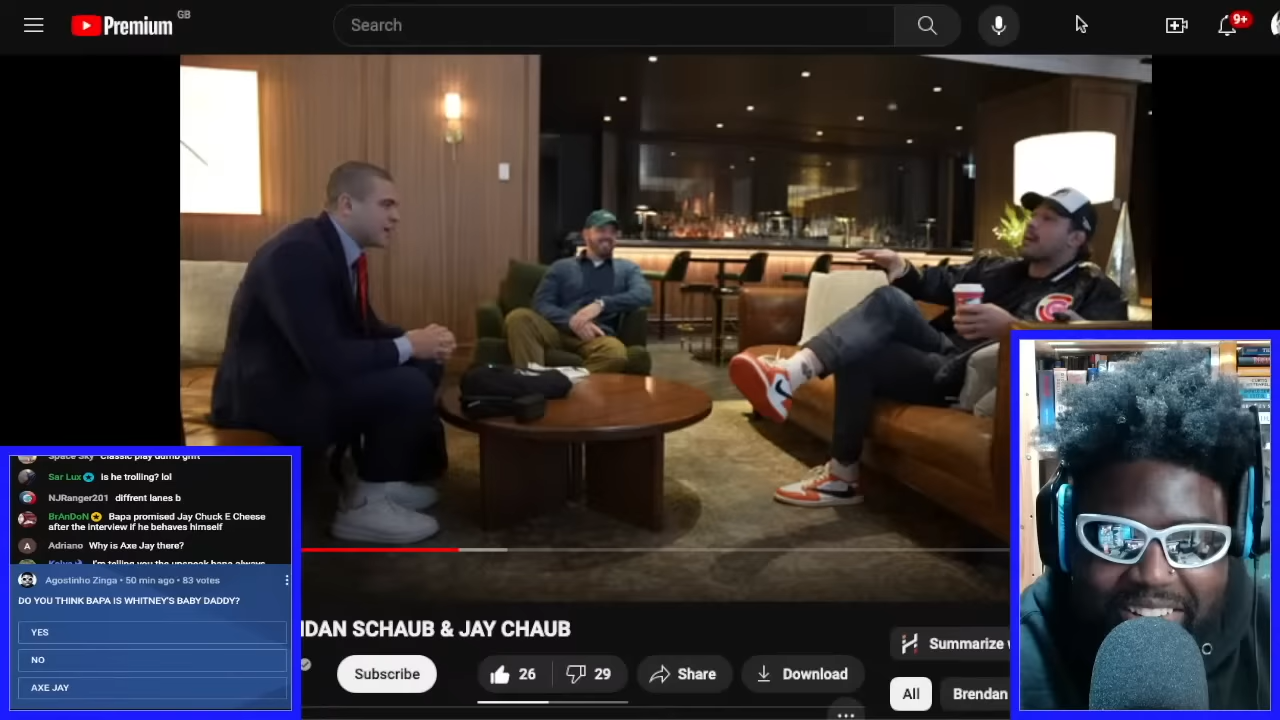 Premium GB
Search
9+
Space Sky Classic play dumb grift
Sar Lux is he trolling? lol
NJRanger201 diffrent lanes b
BrAnDoN Bapa promised Jay Chuck E Cheese
after the interview if he behaves himself
Adriano Why is Axe Jay there?
Agostinho Zinga • 50 min ago • 83 votes
DO YOU THINK BAPA IS WHITNEY'S BABY DADDY?
YES
NO
AXE JAY
IDAN SCHAUB & JAY CHAUB
Subscribe
26
29
Share
Download
Summarize
All
Brendan